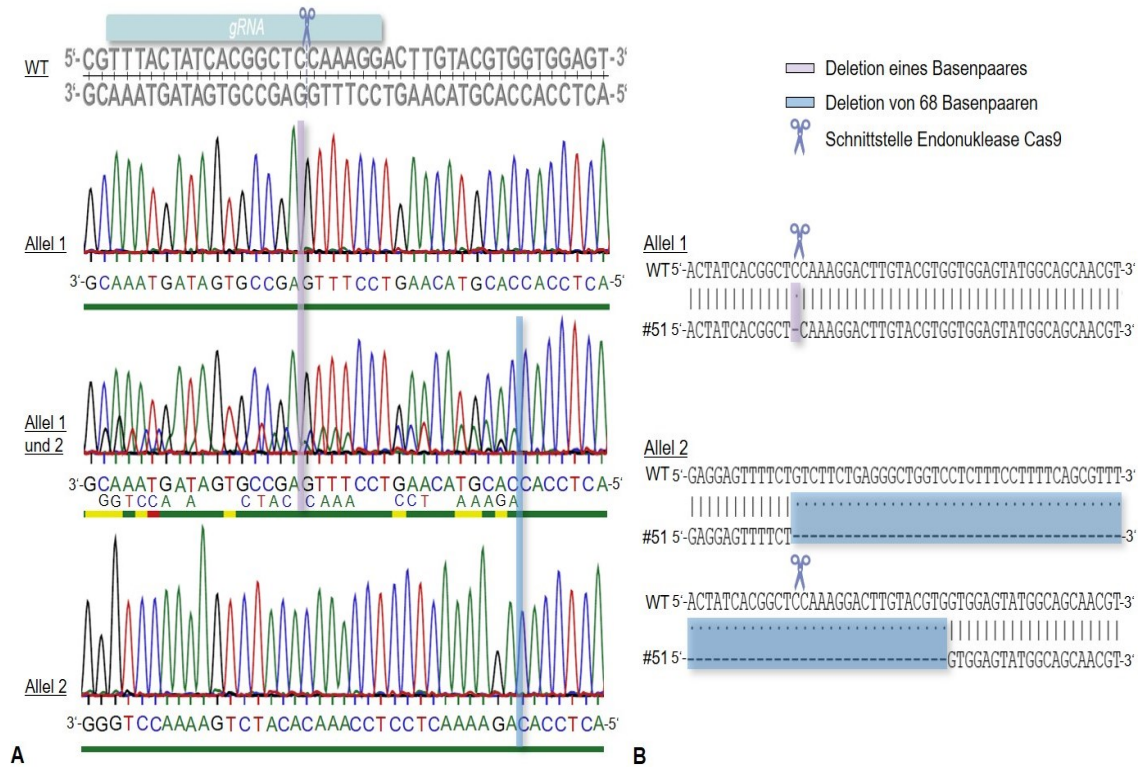 gRNA
WT
5‘-CGTTTACTATCACGGCTCCAAAGGACTTGTACGTGGTGGAGT-3‘
3‘-GCAAATGATAGTGCCGAGGTTTCCTGAACATGCACCACCTCA-5‘
Allel 1
3‘-GCAAATGATAGTGCCGAGTTTCCTGAACATGCACCACCTCA-5‘
Allel 1
und 2
3‘-GCAAATGATAGTGCCGAGTTTCCTGAACATGCACCACCTCA-5‘
GGTCCA A CTAC CAAA CCT AAAGA
Allel 2
3‘-GGGTCCAAAAGTCTACACAAACCTCCTCAAAAGACACCTCA-5‘
A
Deletion eines Basenpaares
Deletion von 68 Basenpaaren
Schnittstelle Endonuklease Cas9
Allel 1
WT 5‘-ACTATCACGGCTCCAAAGGACTTGTACGTGGTGGAGTATGGCAGCAACGT-3‘
#51 5‘-ACTATCACGGCT-CAAAGGACTTGTACGTGGTGGAGTATGGCAGCAACGT-3‘
Allel 2
WT 5‘-GAGGAGTTTTCTGTCTTCTGAGGGCTGGTCCTCTTTCCTTTTCAGCGTTT-3‘
#51 5‘-GAGGAGTTTTCT---------------------------------------3‘
WT 5‘-ACTATCACGGCTCCAAAGGACTTGTACGTGGTGGAGTATGGCAGCAACGT-3‘
#51 5‘-------------------------------GTGGAGTATGGCAGCAACGT-3‘
B